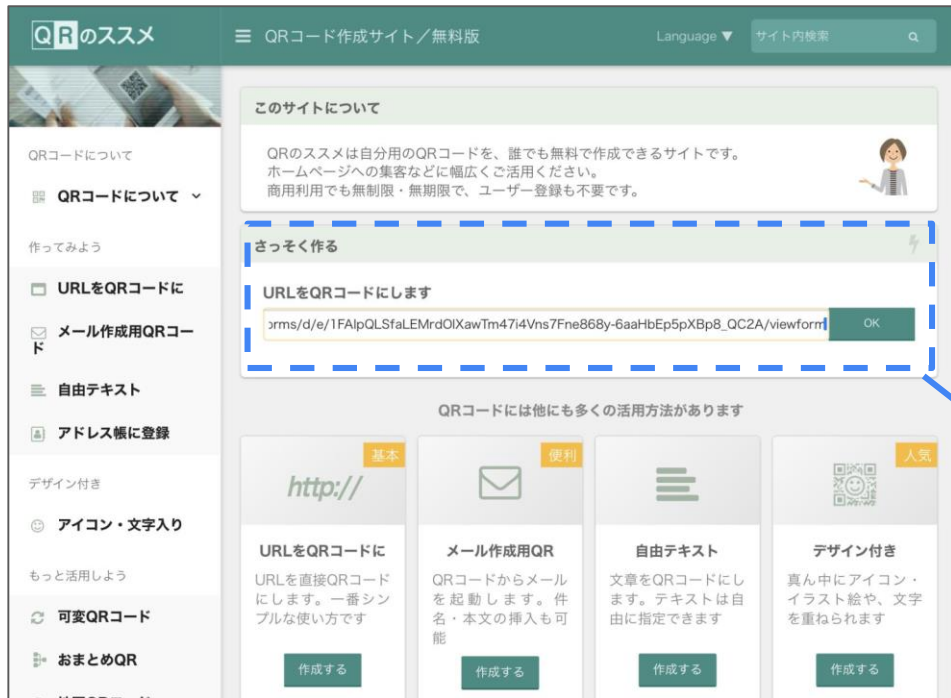 QRのススメ
QRコード作成サイト／無料版
Language ▼
サイト内検索
このサイトについて
QRのススメは自分用のQRコードを、誰でも無料で作成できるサイトです。
ホームページへの集客などに幅広くご活用ください。
商用利用でも無制限・無期限で、ユーザー登録も不要です。
QRコードについて
QRコードについて
作ってみよう
URLをQRコードに
メール作成用QRコー
ド
自由テキスト
アドレス帳に登録
デザイン付き
アイコン・文字入り
もっと活用しよう
可変QRコード
おまとめQR
さっそく作る
URLをQRコードにします
orms/d/e/1FAIpQLSfaLEMrdOlXawTm47i4Vns7Fne868y-6aaHbEp5pXBp8_QC2A/viewform
OK
QRコードには他にも多くの活用方法があります
基本
http://
URLをQRコードに
URLを直接QRコード
にします。一番シン
プルな使い方です
作成する
便利
メール作成用QR
QRコードからメール
を起動します。件
名・本文の挿入も可
能
作成する
自由テキスト
文章をQRコードにし
ます。テキストは自
由に指定できます
作成する
人気
デザイン付き
真ん中にアイコン・
イラスト絵や、文字
を重ねられます
作成する